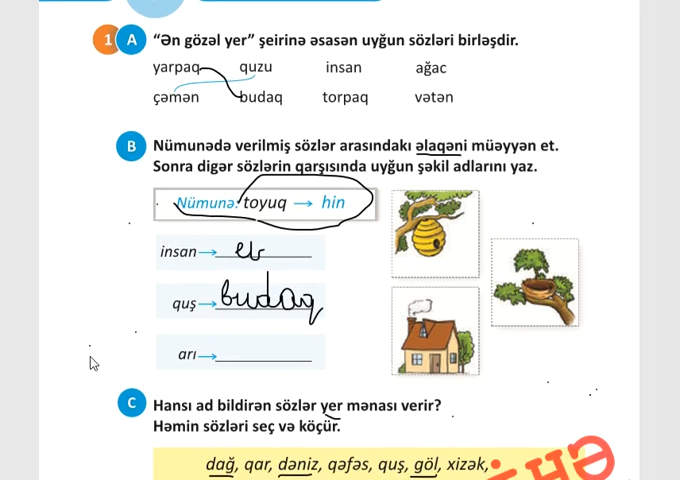 1 A "Ən gözəl yer" şeirinə əsasən uyğun sözləri birləşdir.
yarpaq quzu insan ağac
çəmən budaq torpaq vətən
B Nümunədə verilmiş sözlər arasındakı əlaqəni müəyyən et.
Sonra digər sözlərin qarşısında uyğun şəkil adlarını yaz.
Nümunə: toyuq → hin
insan→ ev
quş→ budaq
arı→
C Hansı ad bildirən sözlər yer mənası verir?
Həmin sözləri seç və köçür.
dağ, qar, dəniz, qəfəs, quş, göl, xizək,